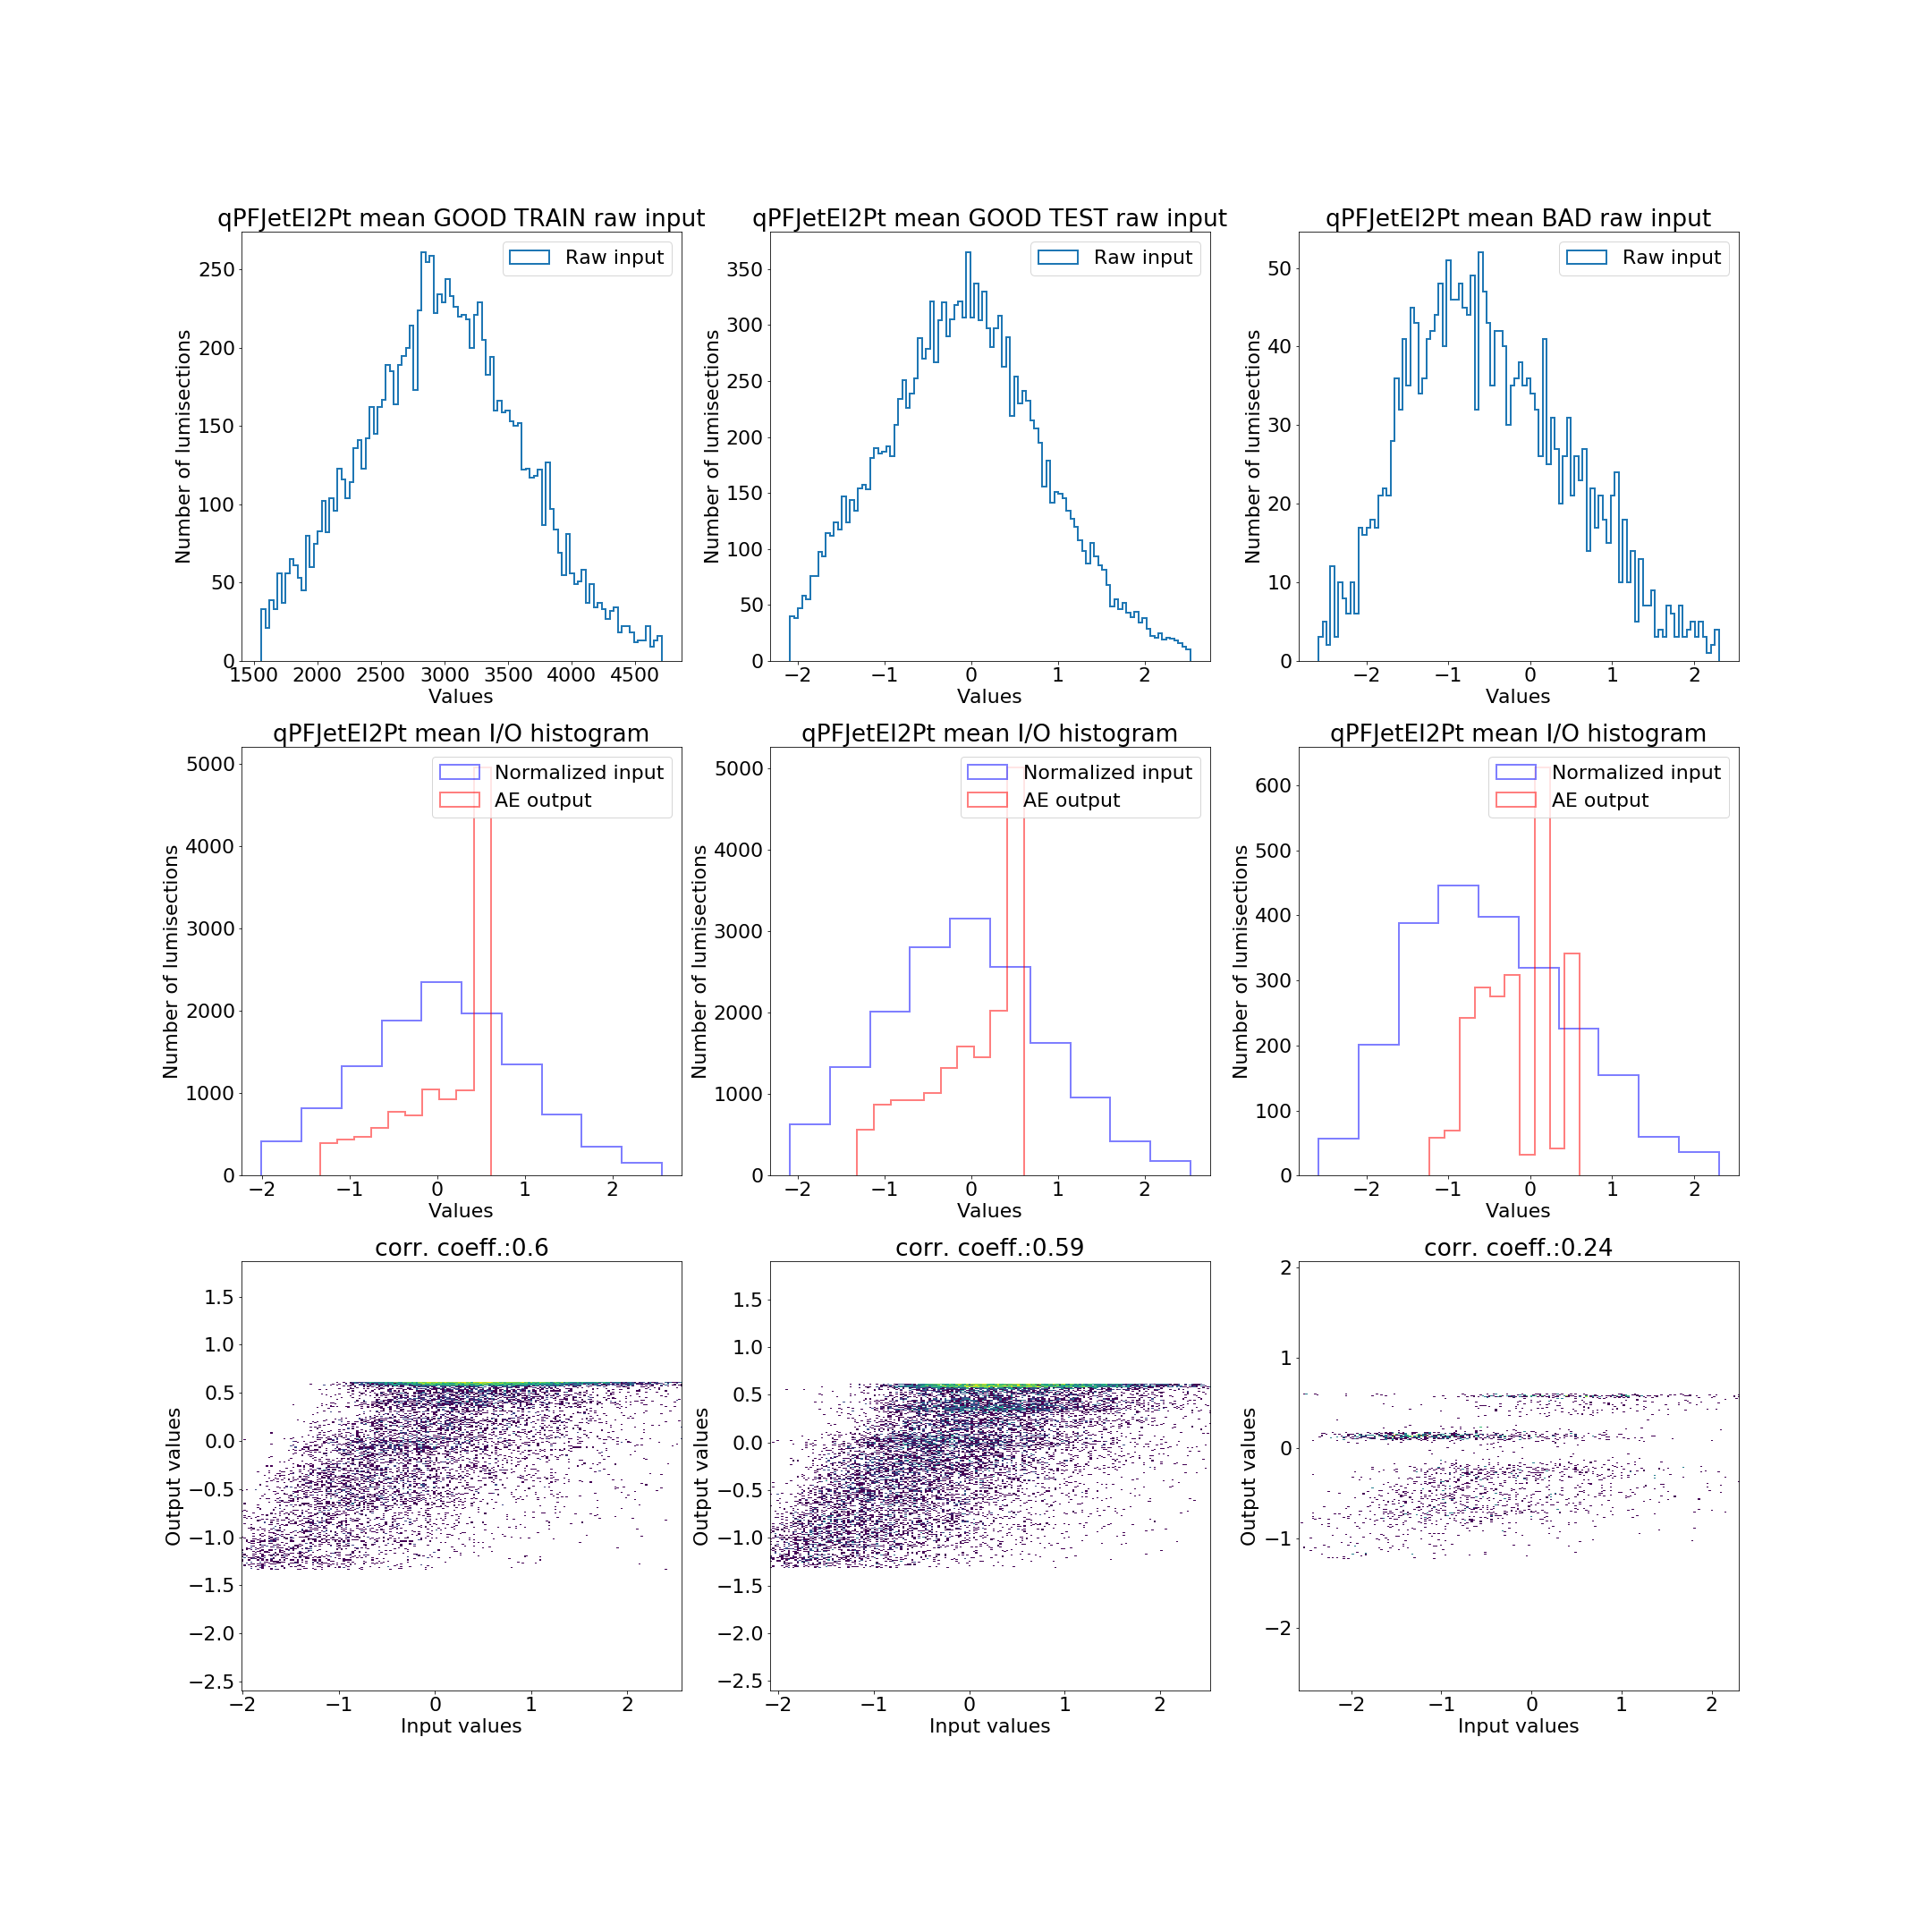 qPFJetEI2Pt mean GOOD TRAIN raw input
qPFJetEI2Pt mean GOOD TEST raw input
qPFJetEI2Pt mean BAD raw input
Number of lumisections
250
200
150
100
50
0
Raw input
1500 2000 2500 3000 3500 4000 4500
Values
Number of lumisections
350
300
250
200
150
100
50
0
Raw input
−2 −1 0 1 2
Values
Number of lumisections
50
40
30
20
10
0
Raw input
−2 −1 0 1 2
Values
qPFJetEI2Pt mean I/O histogram
qPFJetEI2Pt mean I/O histogram
qPFJetEI2Pt mean I/O histogram
Number of lumisections
5000
4000
3000
2000
1000
0
Normalized input
AE output
−2 −1 0 1 2
Values
Number of lumisections
5000
4000
3000
2000
1000
0
Normalized input
AE output
−2 −1 0 1 2
Values
Number of lumisections
600
500
400
300
200
100
0
Normalized input
AE output
−2 −1 0 1 2
Values
corr. coeff.:0.6
corr. coeff.:0.59
corr. coeff.:0.24
Output values
1.5
1.0
0.5
0.0
−0.5
−1.0
−1.5
−2.0
−2.5
−2 −1 0 1 2
Input values
Output values
1.5
1.0
0.5
0.0
−0.5
−1.0
−1.5
−2.0
−2.5
−2 −1 0 1 2
Input values
Output values
2
1
0
−1
−2
−2 −1 0 1 2
Input values